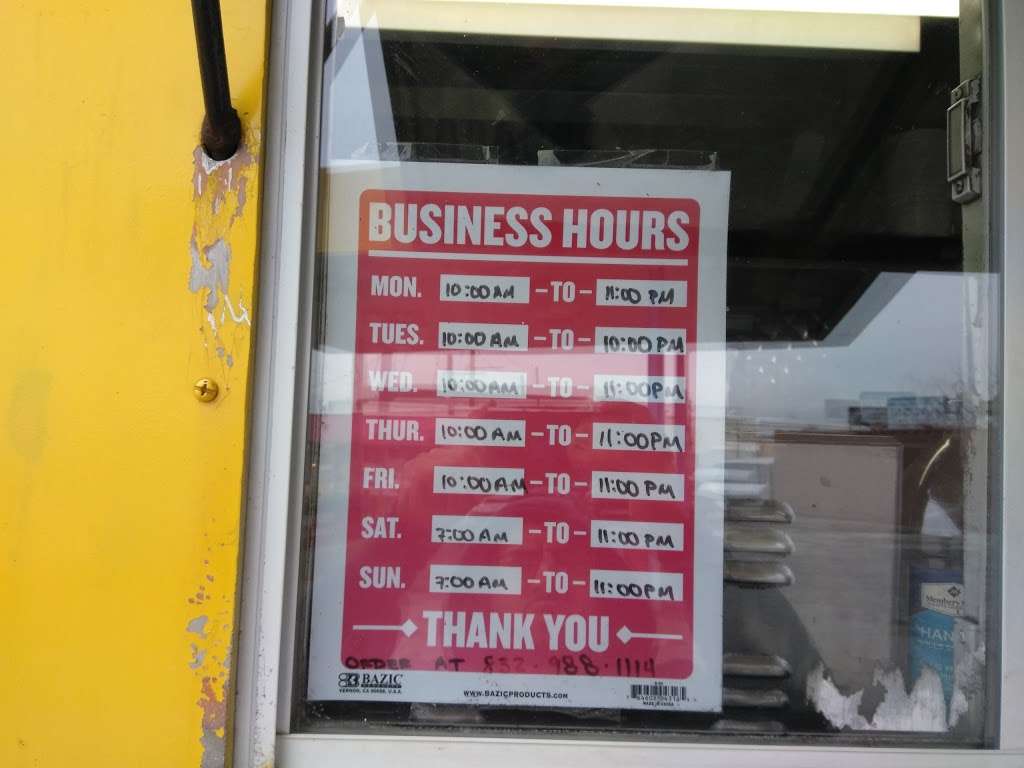 BUSINESS HOURS
MON. 10:00 AM -TO- 11:00 PM
TUES. 10:00 AM -TO- 10:00 PM
WED. 10:00 AM -TO- 11:00 PM
THUR. 10:00 AM -TO- 11:00 PM
FRI. 10:00 AM -TO- 11:00 PM
SAT. 7:00 AM -TO- 11:00 PM
SUN. 7:00 AM -TO- 11:00 PM
THANK YOU
ORDER AT 832-988-1114
BAZIC
WWW.BAZICPRODUCTS.COM
Member's
HAN